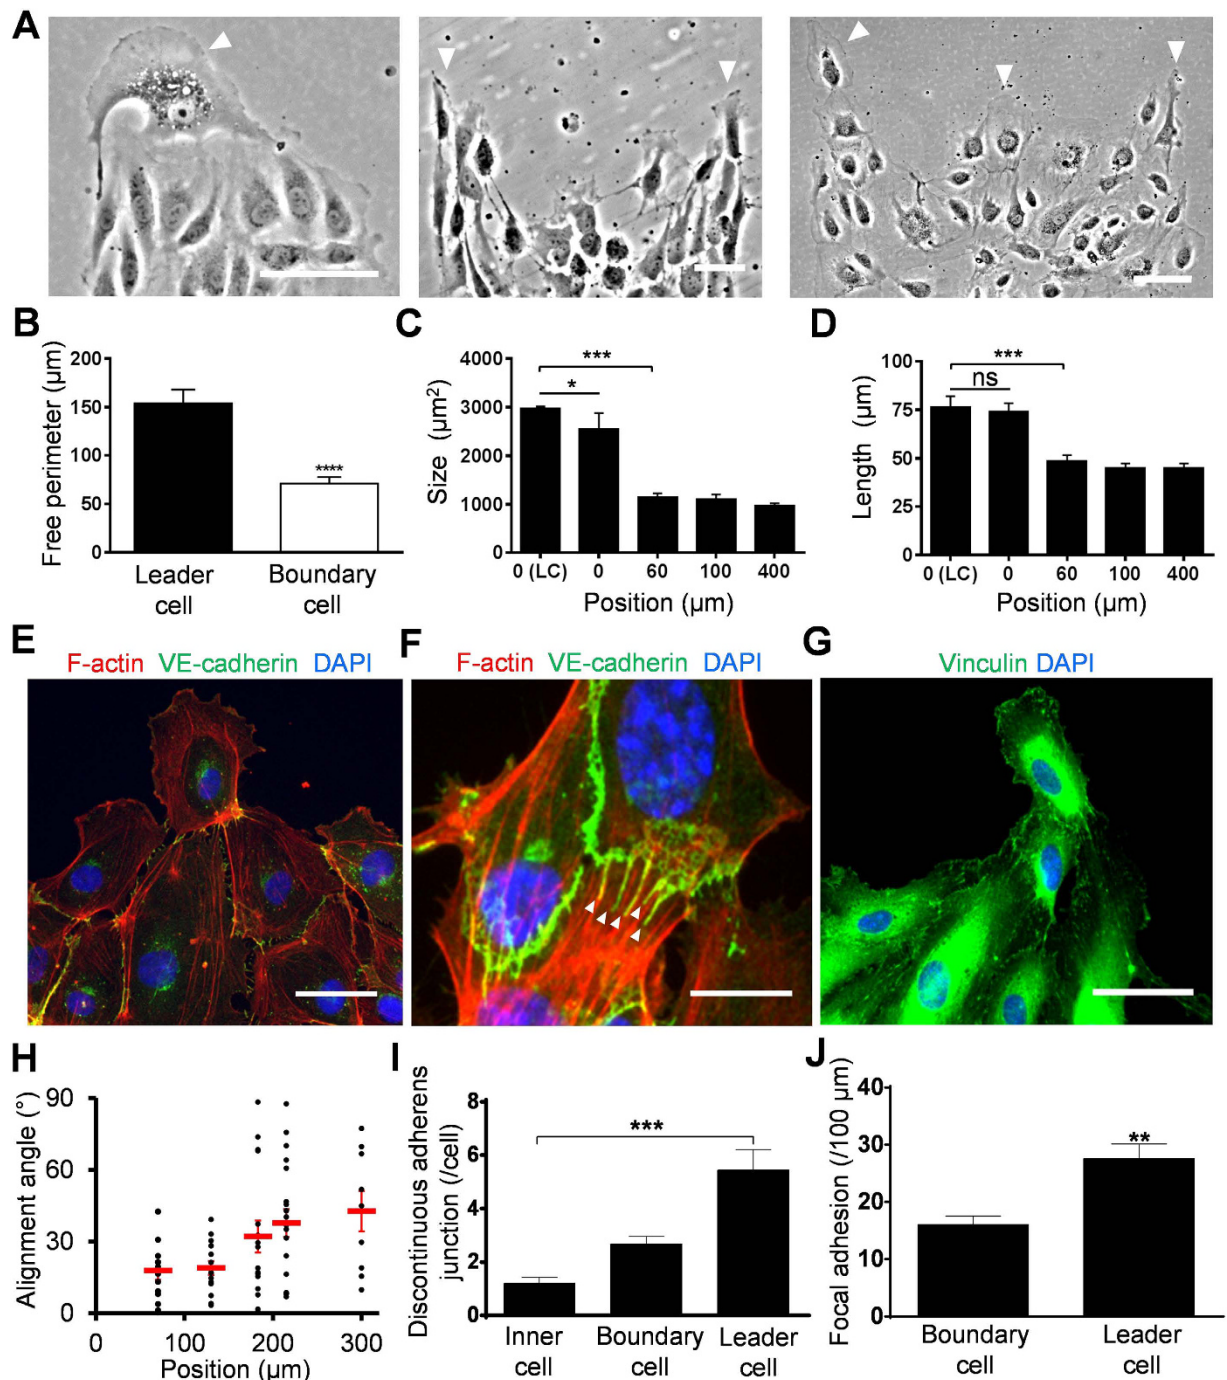 A
B
Free perimeter (µm)
200
150
100
50
0
****
Leader
cell
Boundary
cell
C
Size (µm²)
4000
3000
2000
1000
0
***
*
0 (LC)
0
60
100
400
Position (µm)
D
Length (µm)
100
75
50
25
0
***
ns
0 (LC)
0
60
100
400
Position (µm)
E
F-actin VE-cadherin DAPI
F
F-actin VE-cadherin DAPI
G
Vinculin DAPI
H
Alignment angle (°)
90
60
30
0
0
100
200
300
Position (µm)
I
Discontinuous adherens
junction (/cell)
8
6
4
2
0
***
Inner
cell
Boundary
cell
Leader
cell
J
Focal adhesion (/100 µm)
40
30
20
10
0
**
Boundary
cell
Leader
cell